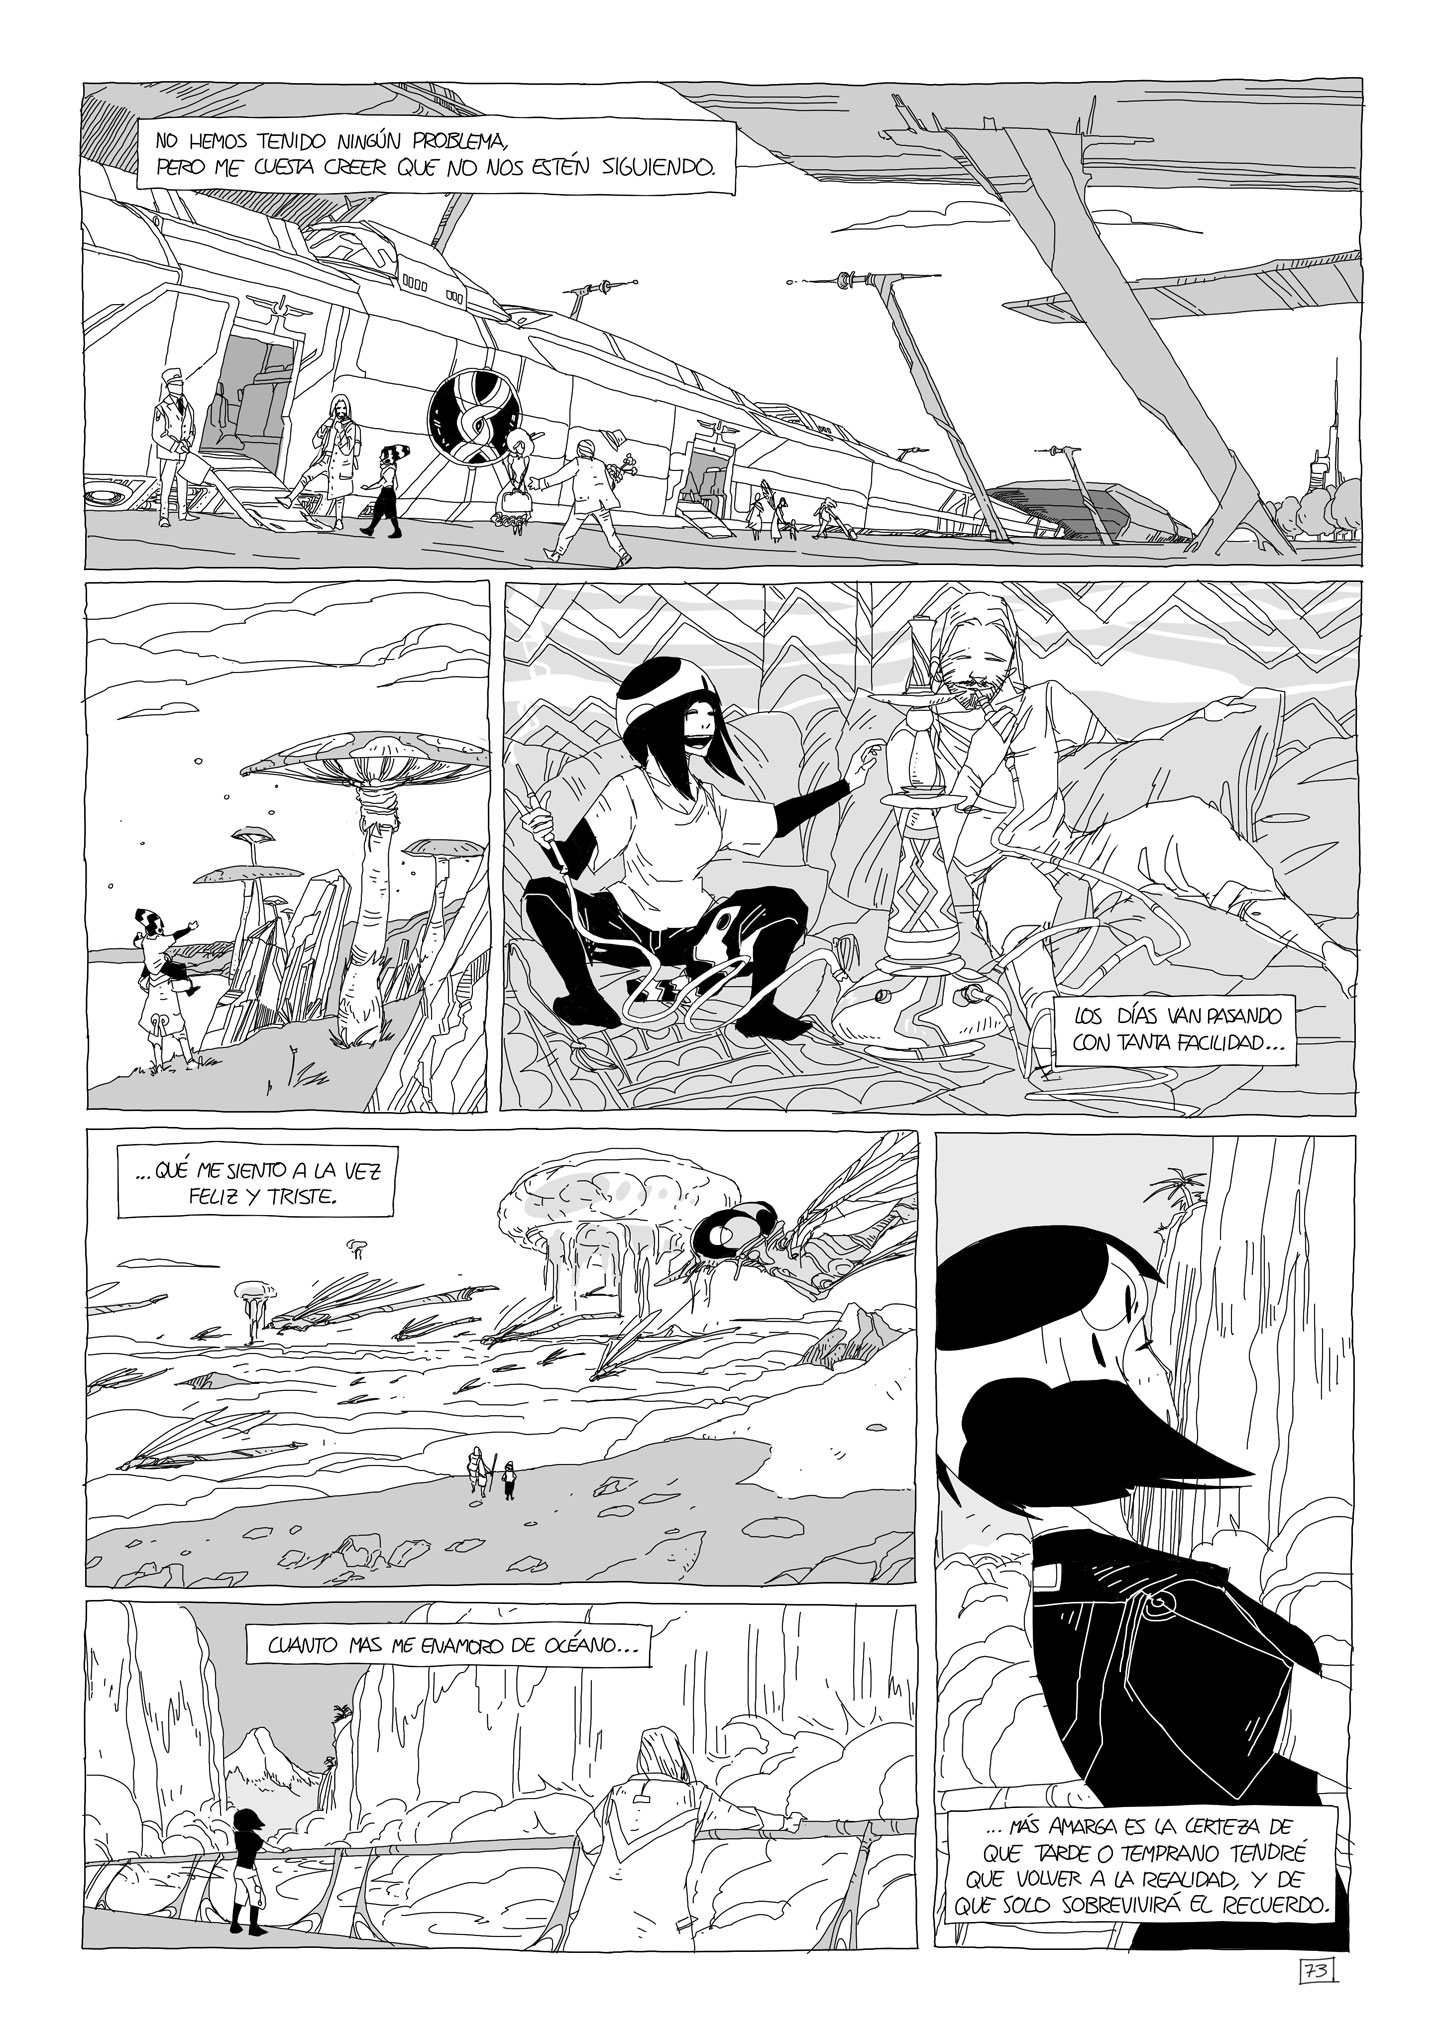 NO HEMOS TENIDO NINGÚN PROBLEMA,
PERO ME CUESTA CREER QUE NO NOS ESTÉN SIGUIENDO.
LOS DÍAS VAN PASANDO
CON TANTA FACILIDAD...
...QUÉ ME SIENTO A LA VEZ
FELIZ Y TRISTE.
CUANTO MAS ME ENAMORO DE OCÉANO...
... MÁS AMARGA ES LA CERTEZA DE
QUE TARDE O TEMPRANO TENDRÉ
QUE VOLVER A LA REALIDAD, Y DE
QUE SOLO SOBREVIVIRÁ EL RECUERDO.
73